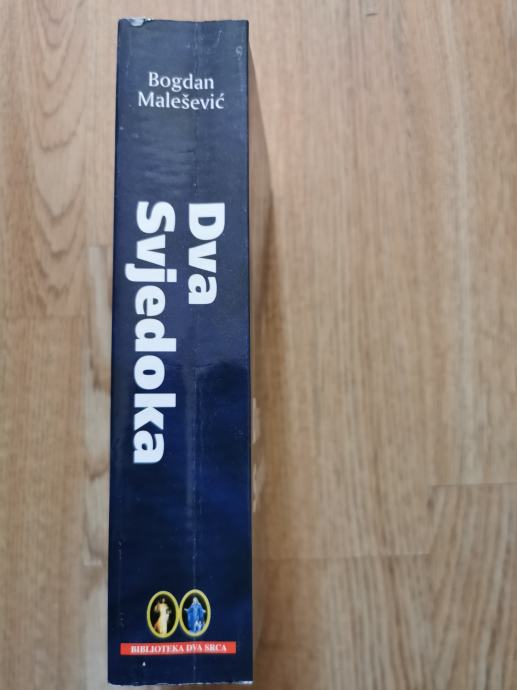 Bogdan
Malešević
Dva
Svjedoka
BIBLIOTEKA DVA SRCA